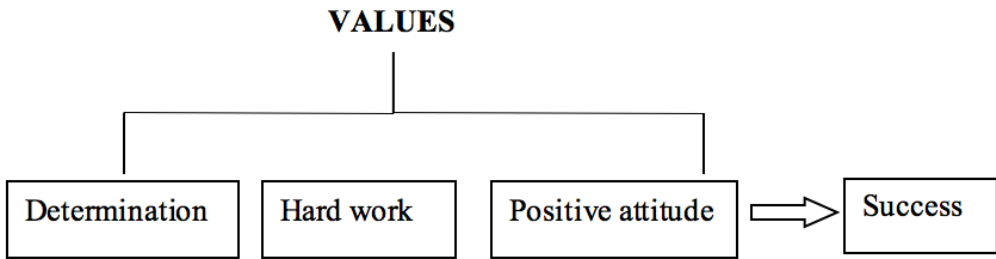 VALUES
Determination
Hard work
Positive attitude
Success